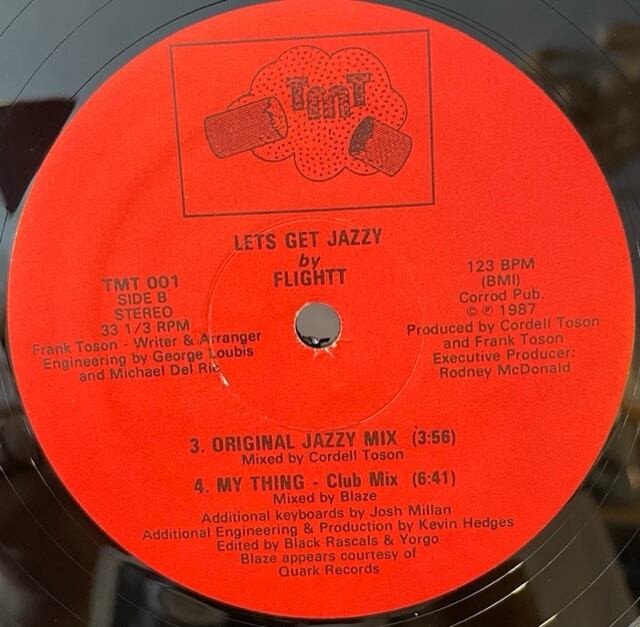 TmT
LETS GET JAZZY
by
FLIGHTT
TMT 001
SIDE B
STEREO
33 1/3 RPM
Frank Toson - Writer & Arranger
Engineering by George Loubis
and Michael Del Rio
123 BPM
(BMI)
Corrod Pub.
© ℗ 1987
Produced by Cordell Toson
and Frank Toson
Executive Producer:
Rodney McDonald
3. ORIGINAL JAZZY MIX (3:56)
Mixed by Cordell Toson
4. MY THING - Club Mix (6:41)
Mixed by Blaze
Additional keyboards by Josh Millan
Additional Engineering & Production by Kevin Hedges
Edited by Black Rascals & Yorgo
Blaze appears courtesy of
Quark Records